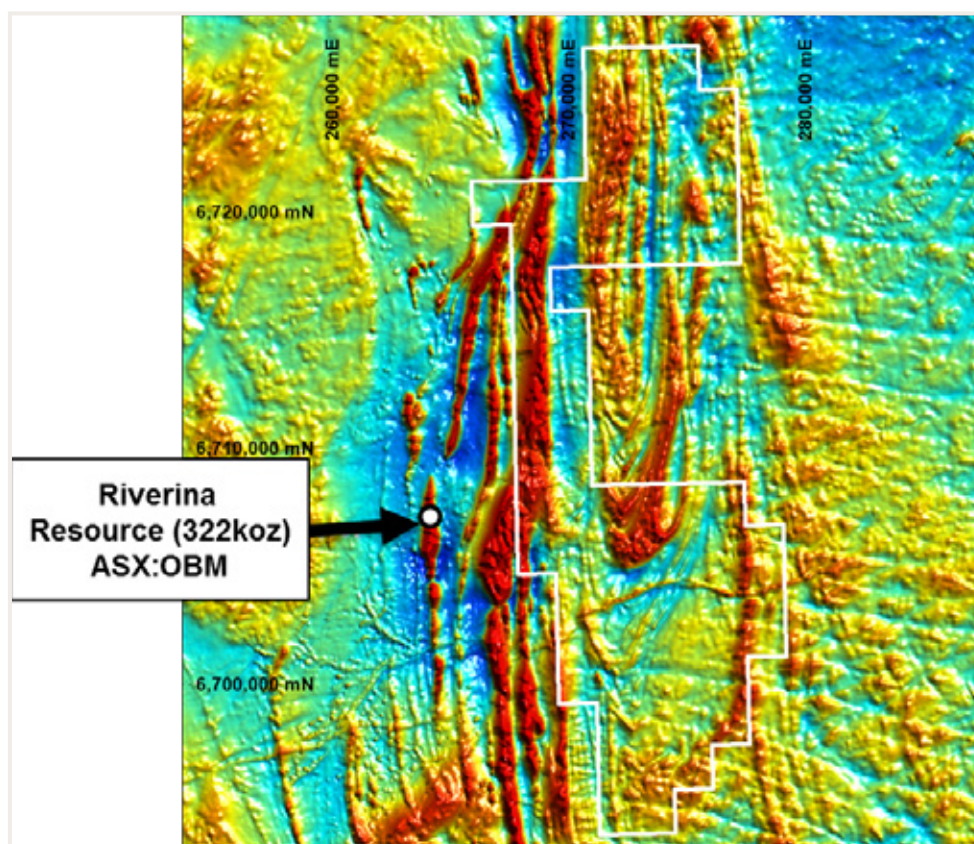 260,000 mE
270,000 mE
280,000 mE
6,720,000 mN
6,710,000 mN
Riverina
Resource (322koz)
ASX:OBM
6,700,000 mN